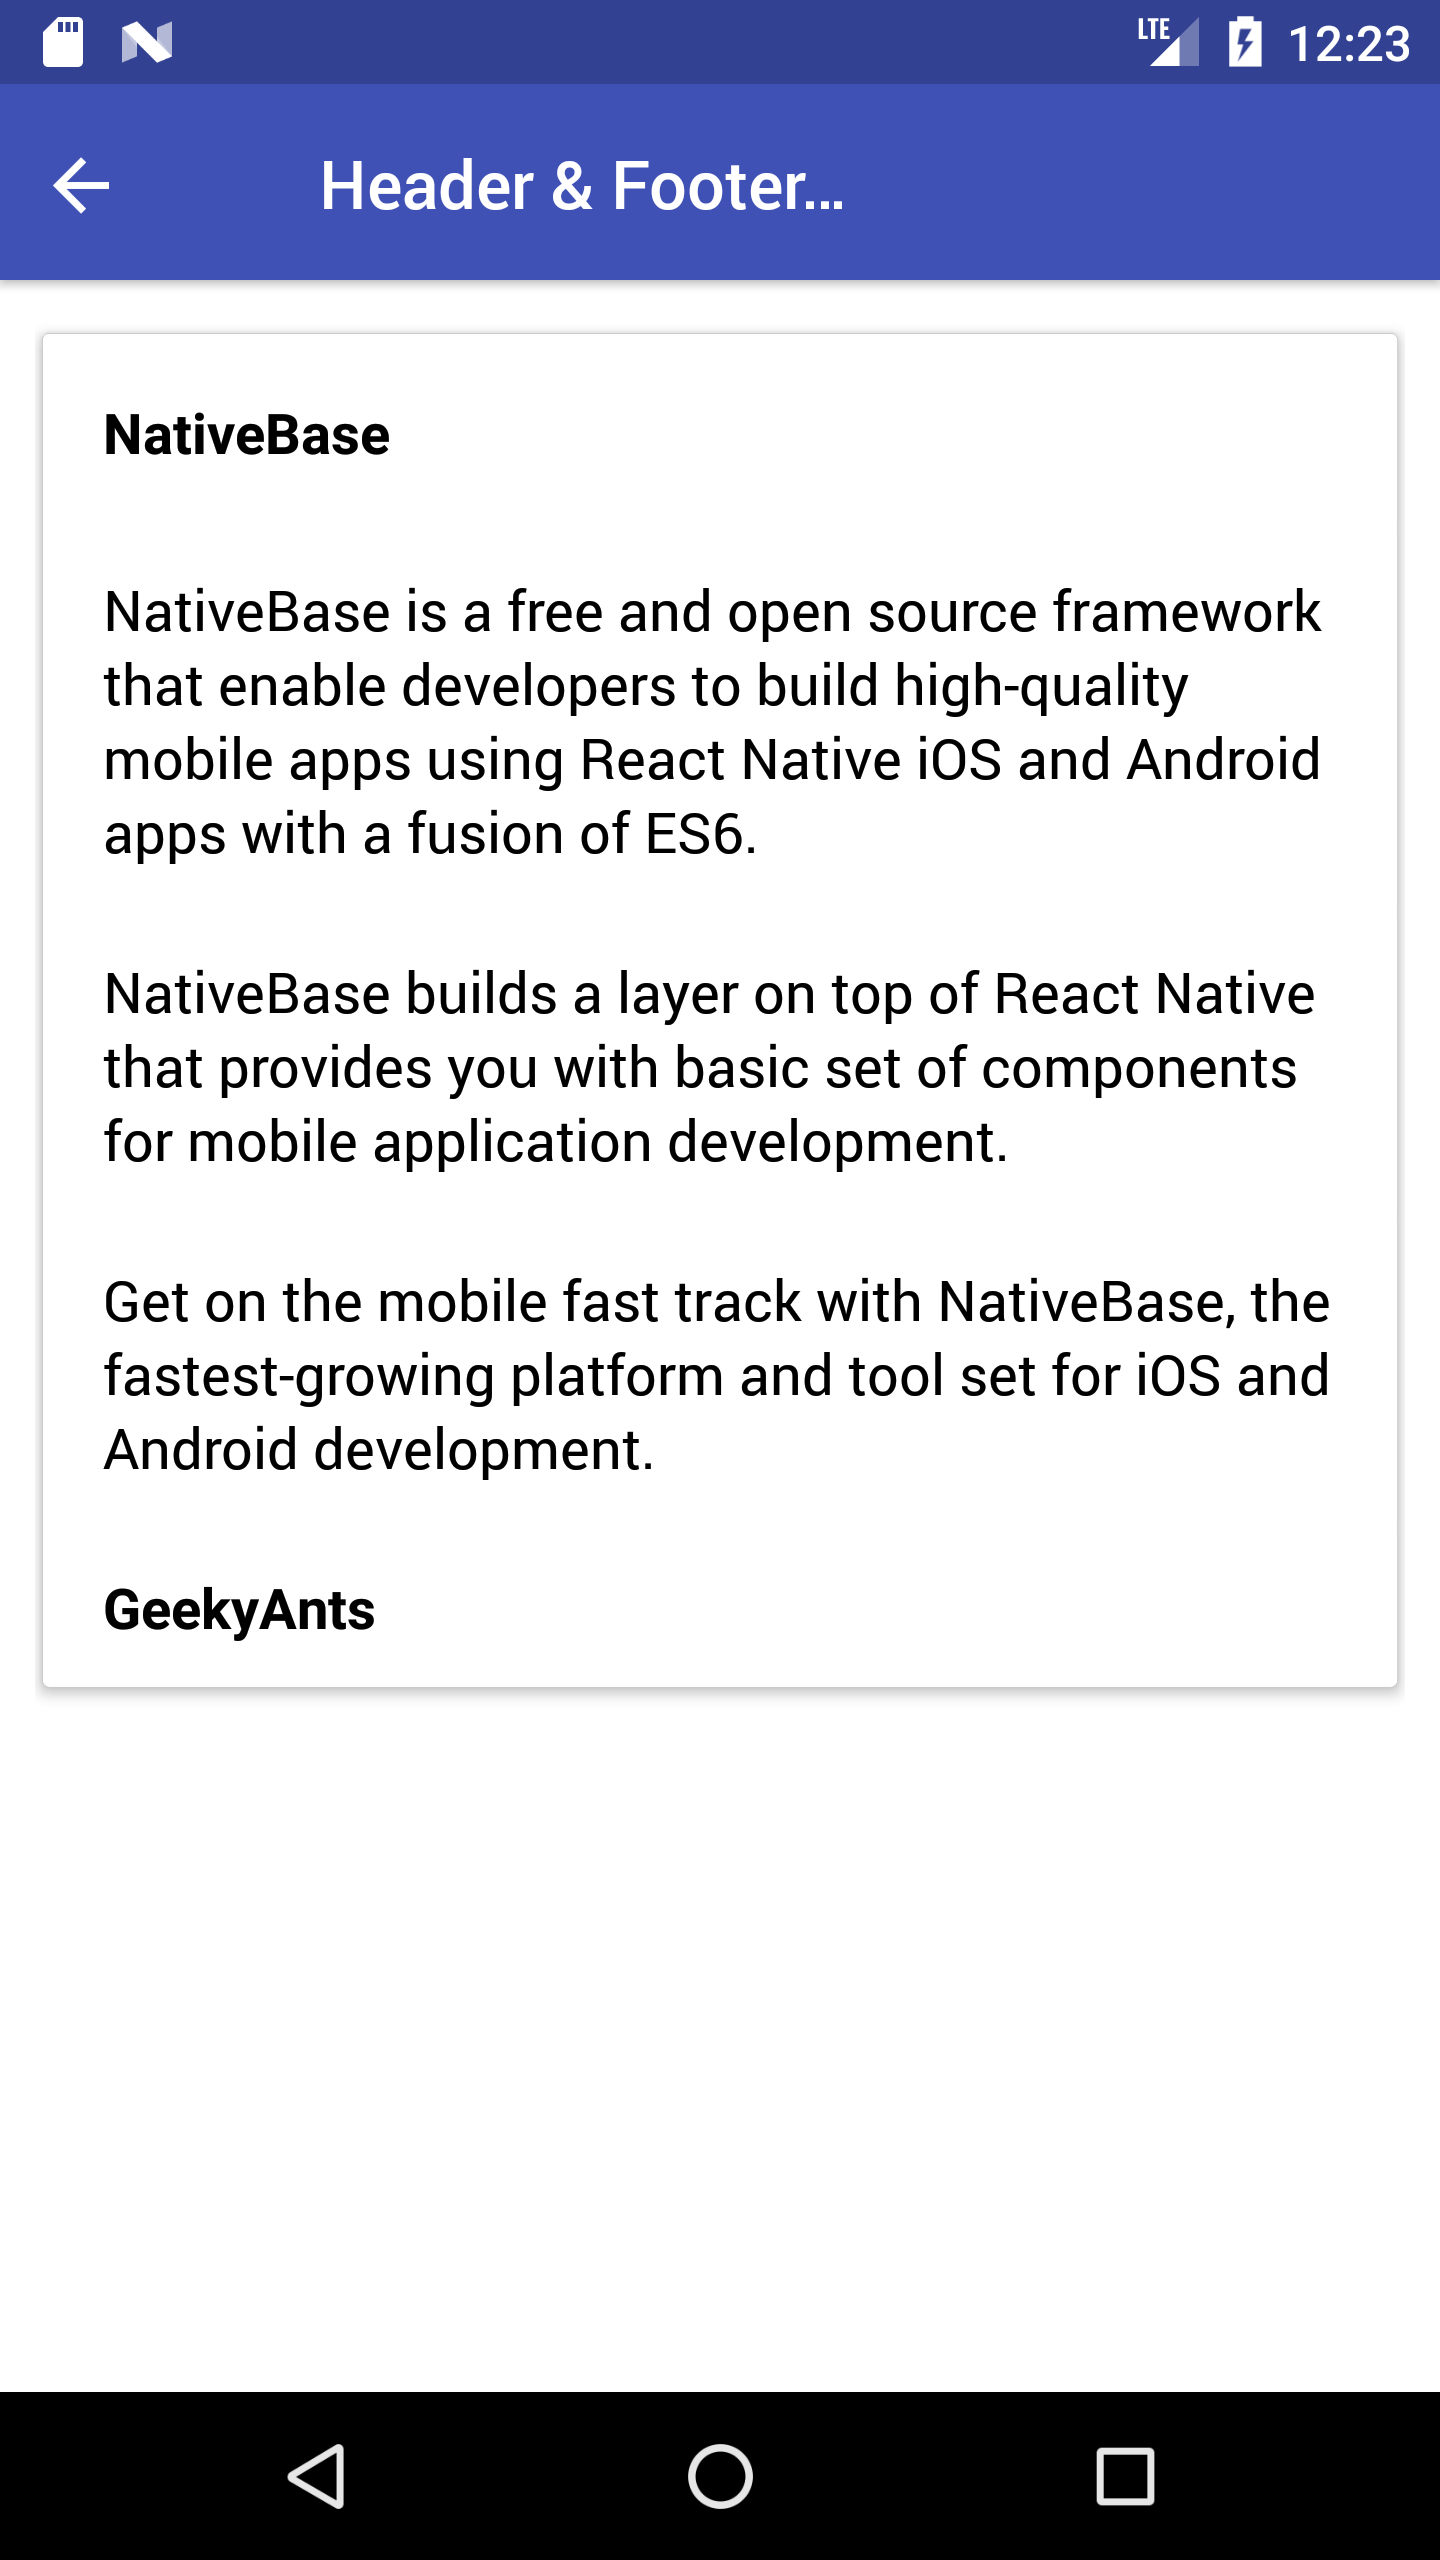 LTE 12:23
Header & Footer...
NativeBase
NativeBase is a free and open source framework
that enable developers to build high-quality
mobile apps using React Native iOS and Android
apps with a fusion of ES6.
NativeBase builds a layer on top of React Native
that provides you with basic set of components
for mobile application development.
Get on the mobile fast track with NativeBase, the
fastest-growing platform and tool set for iOS and
Android development.
GeekyAnts